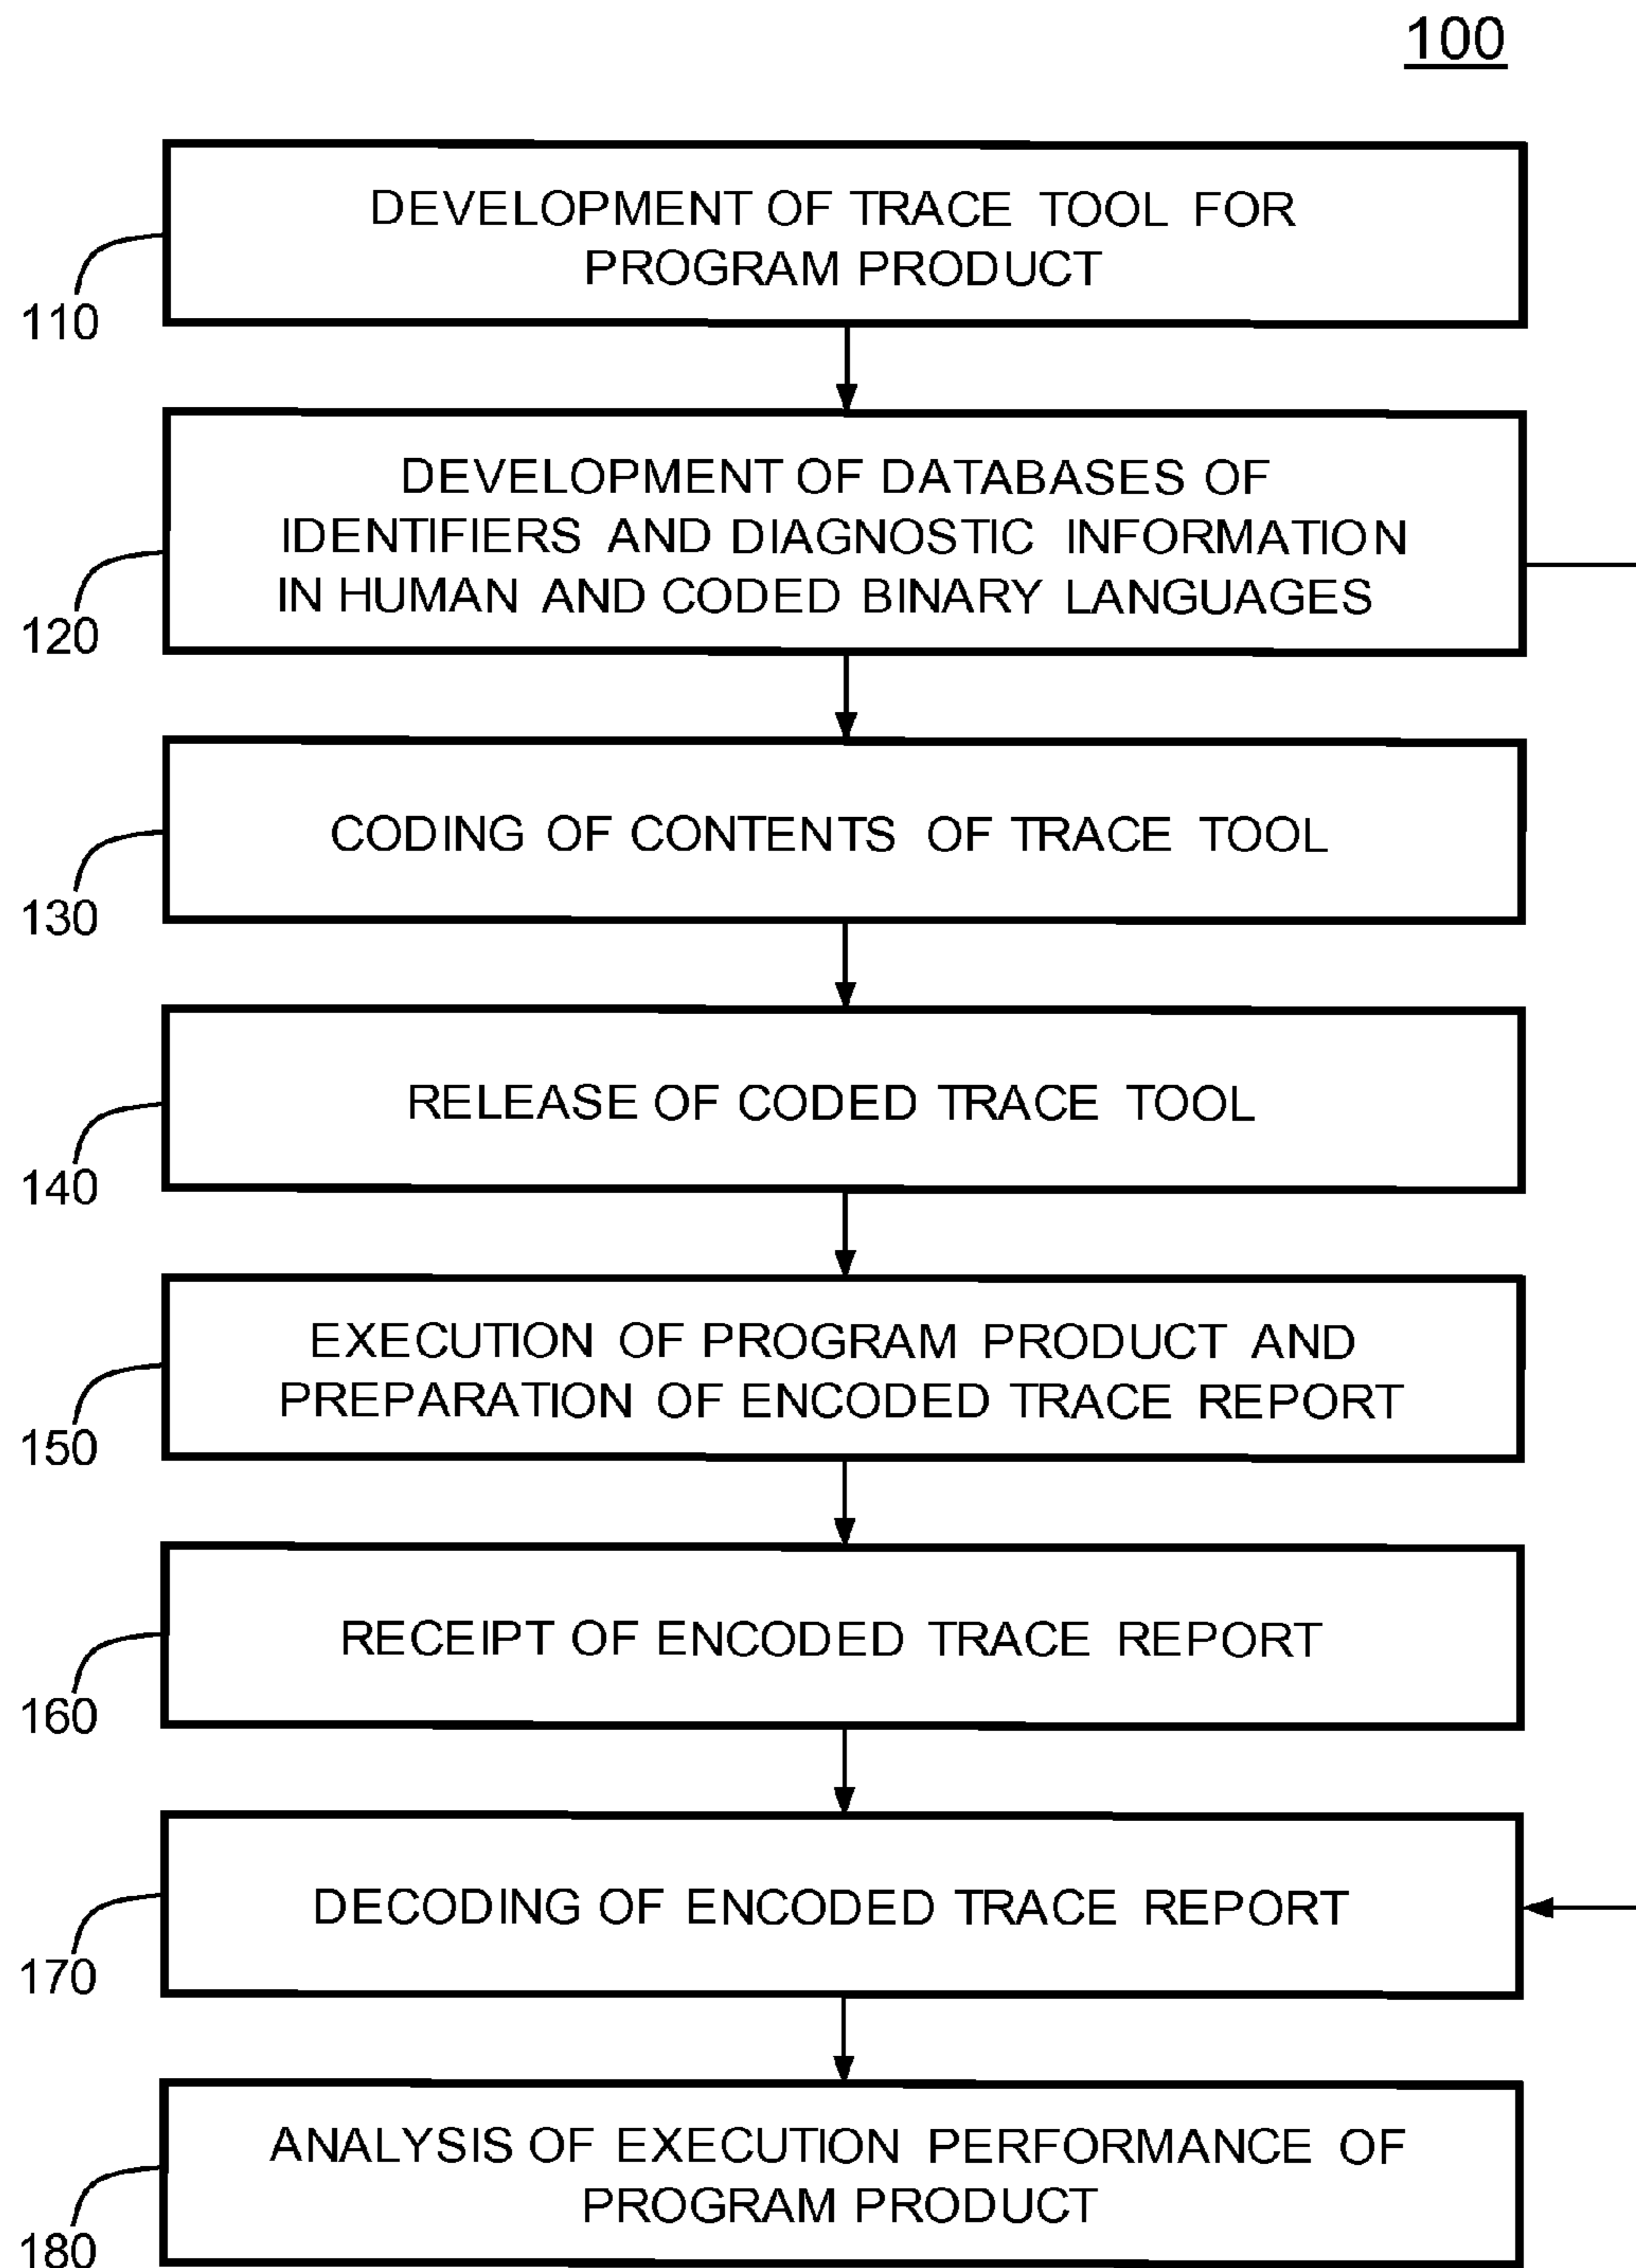 100
DEVELOPMENT OF TRACE TOOL FOR
PROGRAM PRODUCT
110
DEVELOPMENT OF DATABASES OF
IDENTIFIERS AND DIAGNOSTIC INFORMATION
IN HUMAN AND CODED BINARY LANGUAGES
120
CODING OF CONTENTS OF TRACE TOOL
130
RELEASE OF CODED TRACE TOOL
140
EXECUTION OF PROGRAM PRODUCT AND
PREPARATION OF ENCODED TRACE REPORT
150
RECEIPT OF ENCODED TRACE REPORT
160
DECODING OF ENCODED TRACE REPORT
170
ANALYSIS OF EXECUTION PERFORMANCE OF
PROGRAM PRODUCT
180